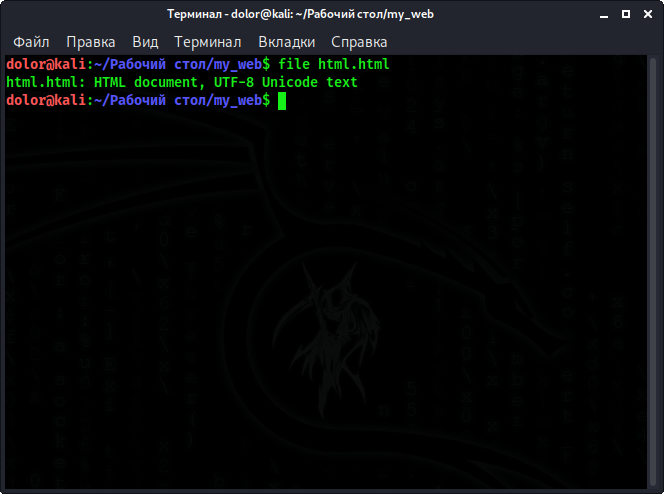 Терминал - dolor@kali: ~/Рабочий стол/my_web
Файл Правка Вид Терминал Вкладки Справка
dolor@kali:~/Рабочий стол/my_web$ file html.html
html.html: HTML document, UTF-8 Unicode text
dolor@kali:~/Рабочий стол/my_web$